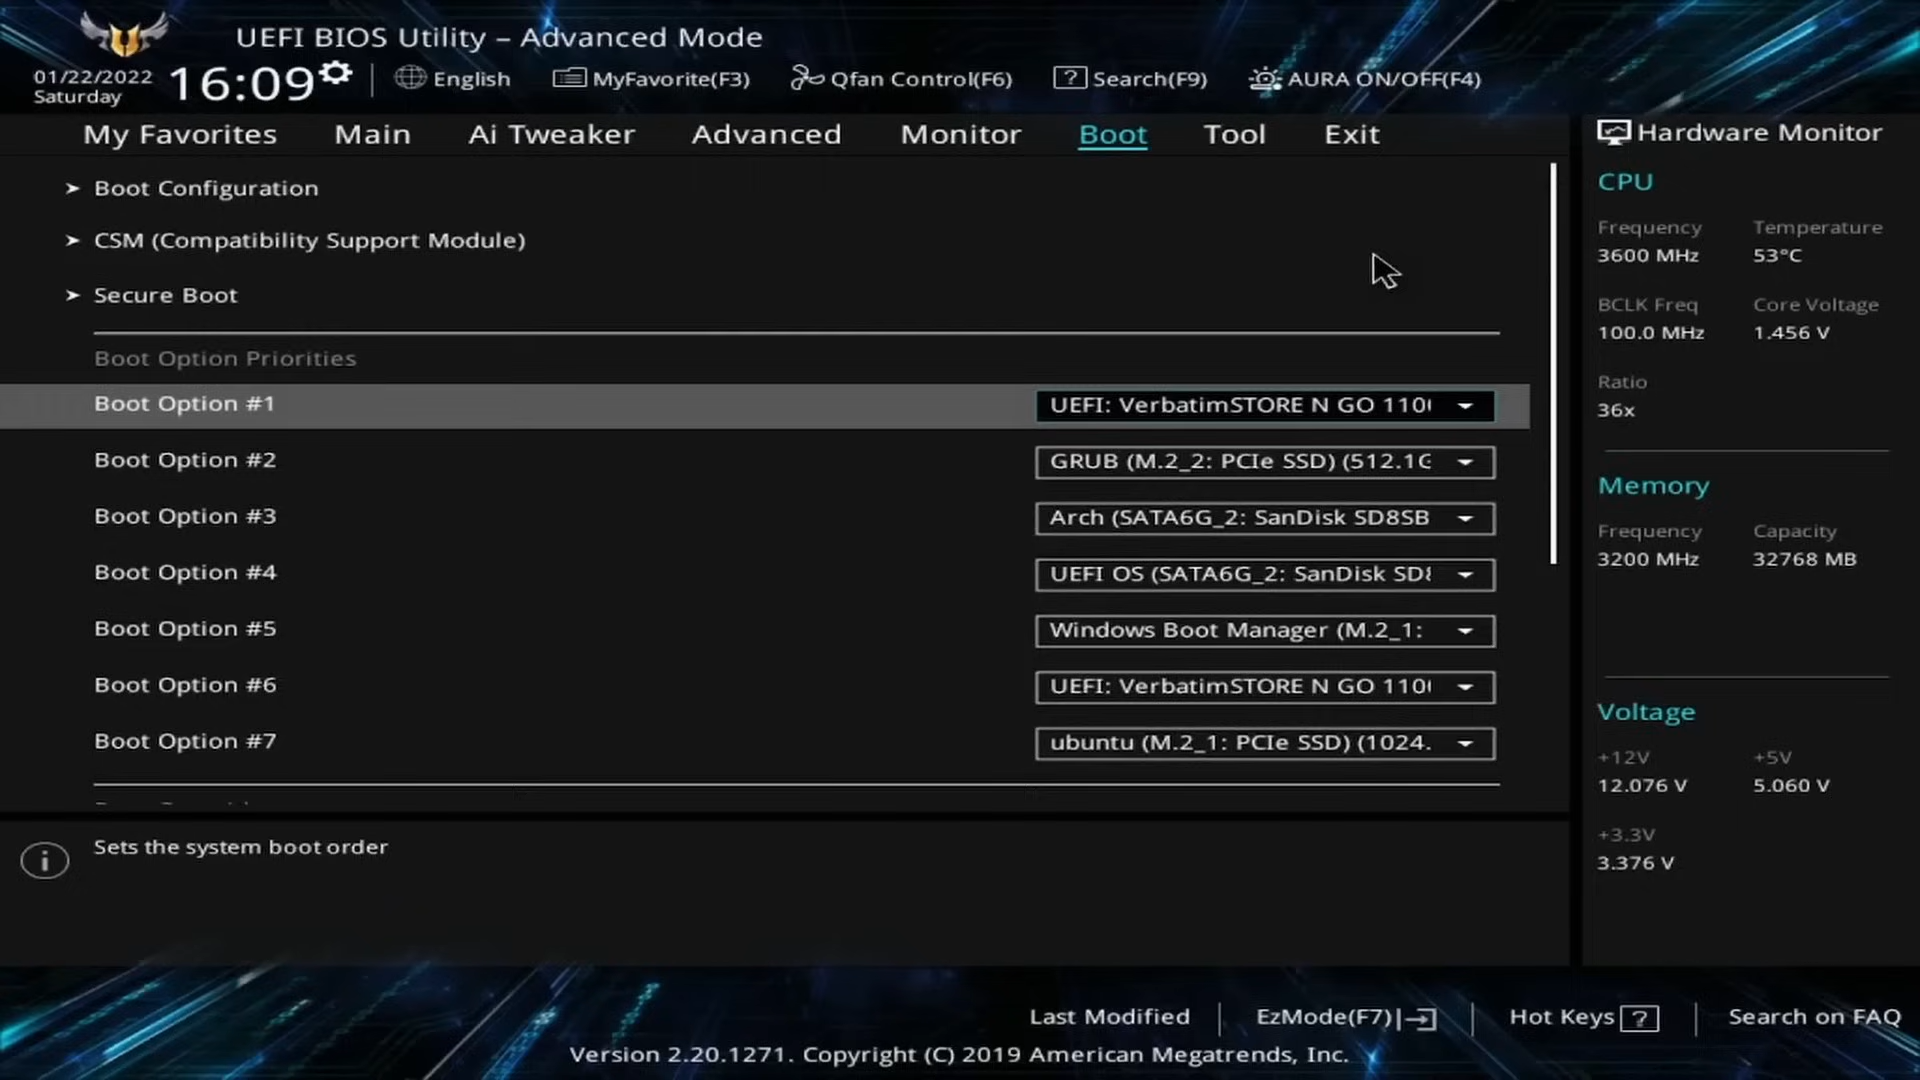 UEFI BIOS Utility – Advanced Mode
01/22/2022
Saturday
16:09
English
MyFavorite(F3)
Qfan Control(F6)
? Search(F9)
AURA ON/OFF(F4)
My Favorites
Main
Ai Tweaker
Advanced
Monitor
Boot
Tool
Exit
Boot Configuration
CSM (Compatibility Support Module)
Secure Boot
Boot Option Priorities
Boot Option #1 UEFI: VerbatimSTORE N GO 110
Boot Option #2 GRUB (M.2_2: PCIe SSD) (512.1G
Boot Option #3 Arch (SATA6G_2: SanDisk SD8SB
Boot Option #4 UEFI OS (SATA6G_2: SanDisk SD
Boot Option #5 Windows Boot Manager (M.2_1:
Boot Option #6 UEFI: VerbatimSTORE N GO 110
Boot Option #7 ubuntu (M.2_1: PCIe SSD) (1024.
i Sets the system boot order
Hardware Monitor
CPU
Frequency Temperature
3600 MHz 53°C
BCLK Freq Core Voltage
100.0 MHz 1.456 V
Ratio
36x
Memory
Frequency Capacity
3200 MHz 32768 MB
Voltage
+12V +5V
12.076 V 5.060 V
+3.3V
3.376 V
Last Modified
EzMode(F7)
Hot Keys ?
Search on FAQ
Version 2.20.1271. Copyright (C) 2019 American Megatrends, Inc.